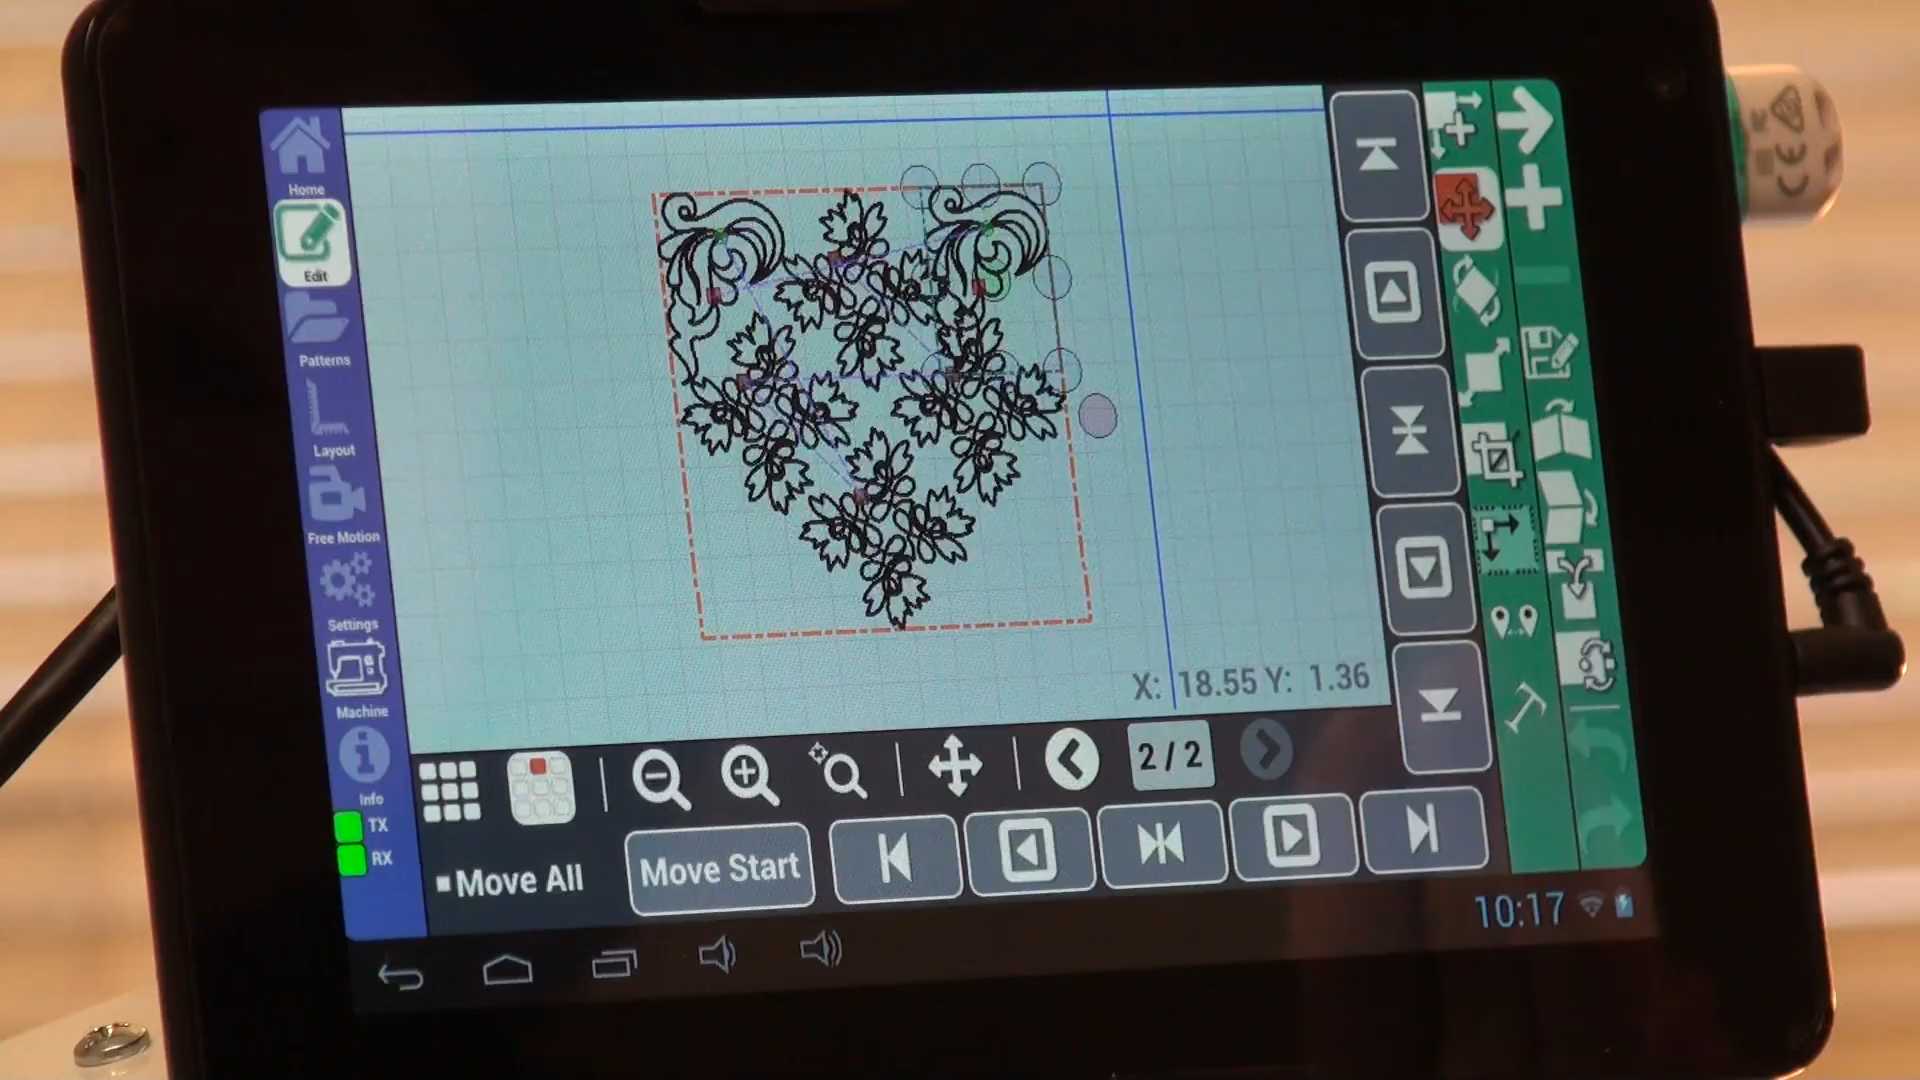 Home
Edit
Patterns
Layout
Free Motion
Settings
Machine
Info
TX
RX
X: 18.55 Y: 1.36
2 / 2
Move All
Move Start
10:17
CE